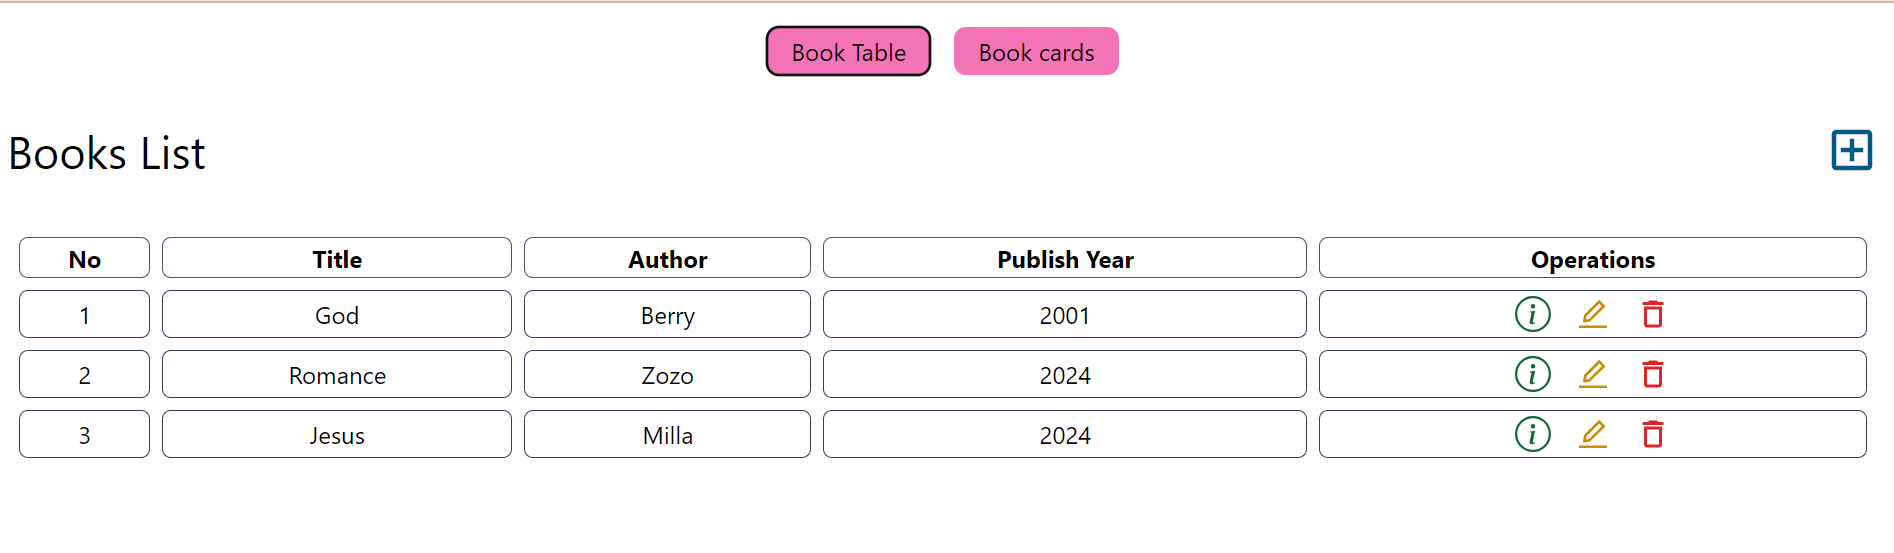 Book Table Book cards
Books List
No Title Author Publish Year Operations
1 God Berry 2001
2 Romance Zozo 2024
3 Jesus Milla 2024